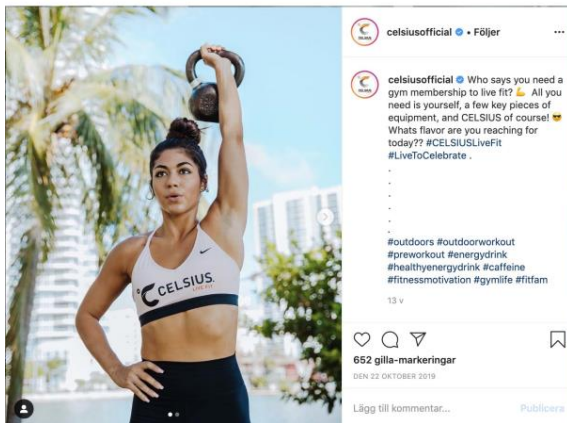 CELSIUS
LIVE FIT
celsiusofficial • Följer
celsiusofficial Who says you need a
gym membership to live fit? 💪 All you
need is yourself, a few key pieces of
equipment, and CELSIUS of course! 😎
Whats flavor are you reaching for
today?? #CELSIUSLiveFit
#LiveToCelebrate .
.
.
.
.
.
#outdoors #outdoorworkout
#preworkout #energydrink
#healthyenergydrink #caffeine
#fitnessmotivation #gymlife #fitfam
13 v
652 gilla-markeringar
DEN 22 OKTOBER 2019
Lägg till kommentar... Publicera